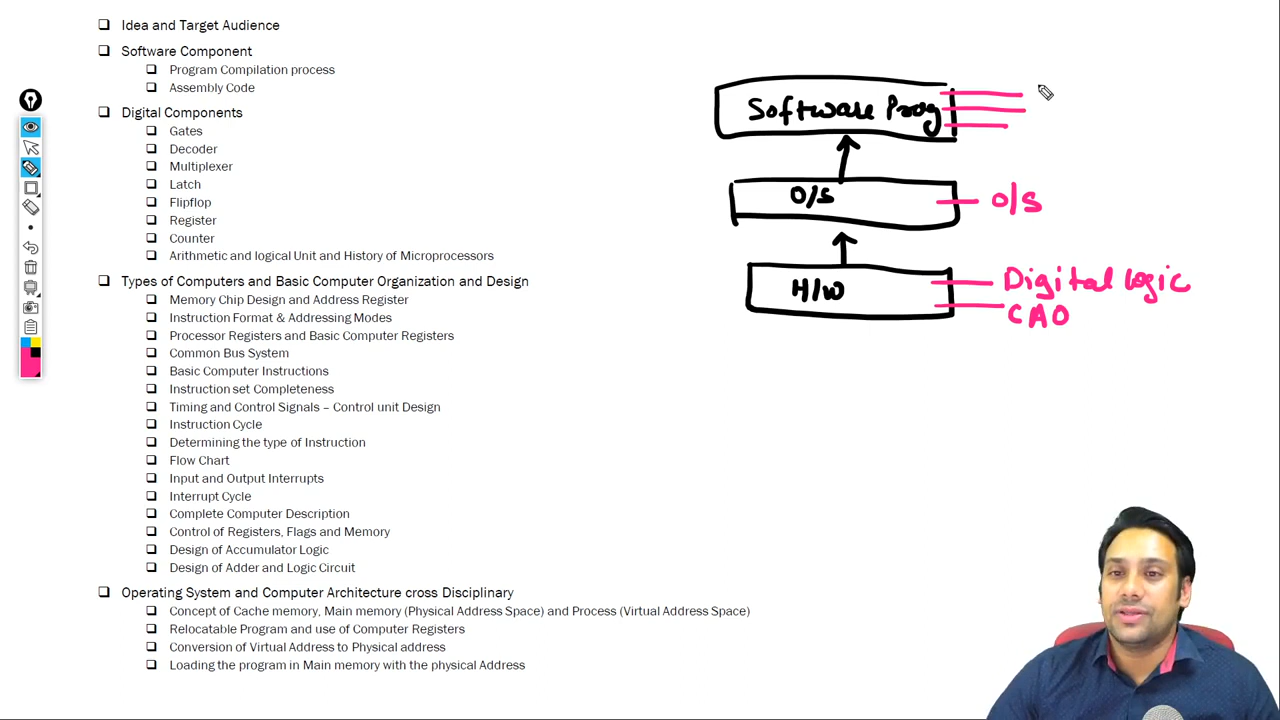 Idea and Target Audience
Software Component
Program Compilation process
Assembly Code
Digital Components
Gates
Decoder
Multiplexer
Latch
Flipflop
Register
Counter
Arithmetic and logical Unit and History of Microprocessors
Types of Computers and Basic Computer Organization and Design
Memory Chip Design and Address Register
Instruction Format & Addressing Modes
Processor Registers and Basic Computer Registers
Common Bus System
Basic Computer Instructions
Instruction set Completeness
Timing and Control Signals – Control unit Design
Instruction Cycle
Determining the type of Instruction
Flow Chart
Input and Output Interrupts
Interrupt Cycle
Complete Computer Description
Control of Registers, Flags and Memory
Design of Accumulator Logic
Design of Adder and Logic Circuit
Operating System and Computer Architecture cross Disciplinary
Concept of Cache memory, Main memory (Physical Address Space) and Process (Virtual Address Space)
Relocatable Program and use of Computer Registers
Conversion of Virtual Address to Physical address
Loading the program in Main memory with the physical Address
Software Prog
O/S
O/S
H/W
Digital Logic
CAO